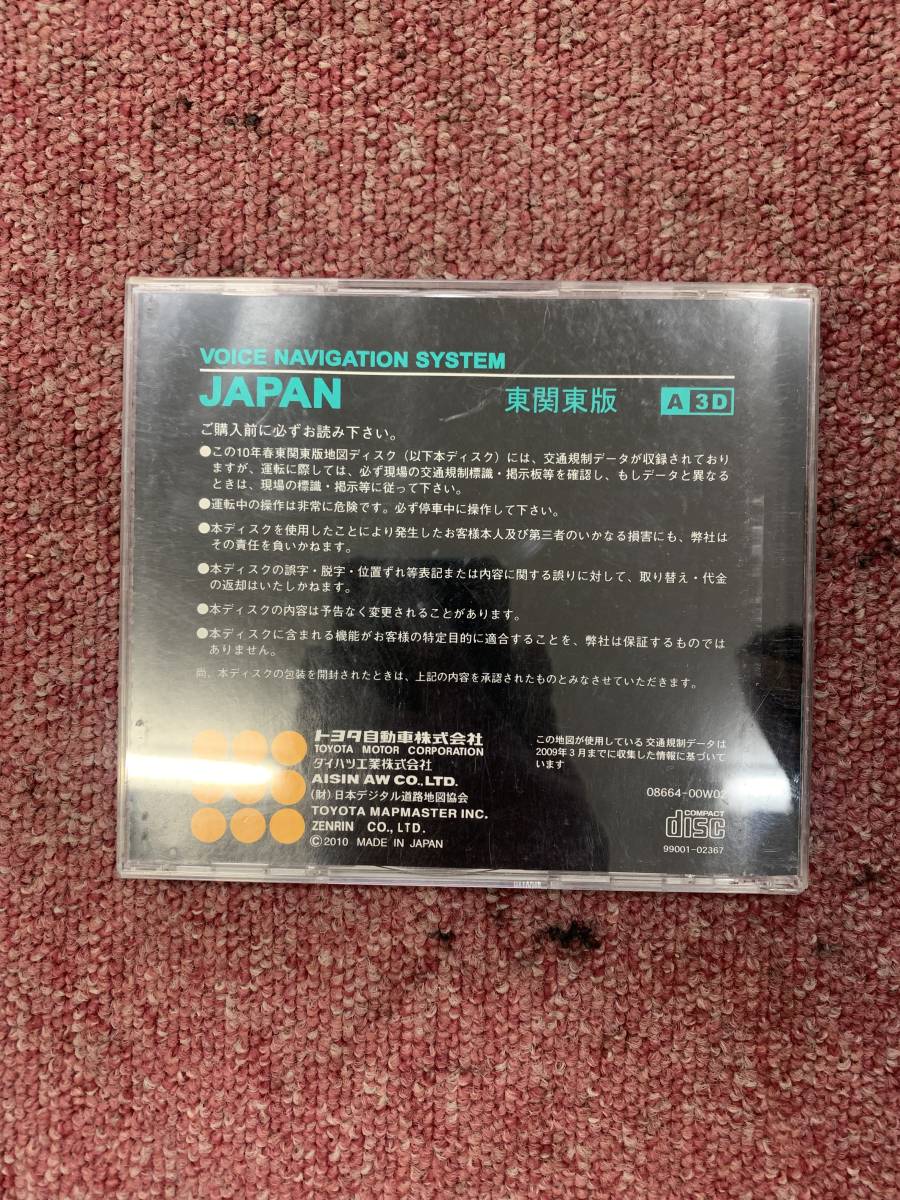 VOICE NAVIGATION SYSTEM
JAPAN 東関東版 A 3D
ご購入前に必ずお読み下さい。
●この10年春東関東版地図ディスク（以下本ディスク）には、交通規制データが収録されており
ますが、運転に際しては、必ず現場の交通規制標識・掲示板等を確認し、もしデータと異なる
ときは、現場の標識・掲示等に従って下さい。
●運転中の操作は非常に危険です。必ず停車中に操作して下さい。
●本ディスクを使用したことにより発生したお客様本人及び第三者のいかなる損害にも、弊社は
その責任を負いかねます。
●本ディスクの誤字・脱字・位置ずれ等表記または内容に関する誤りに対して、取り替え・代金
の返却はいたしかねます。
●本ディスクの内容は予告なく変更されることがあります。
●本ディスクに含まれる機能がお客様の特定目的に適合することを、弊社は保証するものでは
ありません。
尚、本ディスクの包装を開封されたときは、上記の内容を承認されたものとみなさせていただきます。
トヨタ自動車株式会社
TOYOTA MOTOR CORPORATION
ダイハツ工業株式会社
AISIN AW CO.,LTD.
（財）日本デジタル道路地図協会
TOYOTA MAPMASTER INC.
ZENRIN CO., LTD.
©2010 MADE IN JAPAN
この地図が使用している交通規制データは
2009年3月までに収集した情報に基づいて
います
08664-00W02
COMPACT
disc
99001-02367